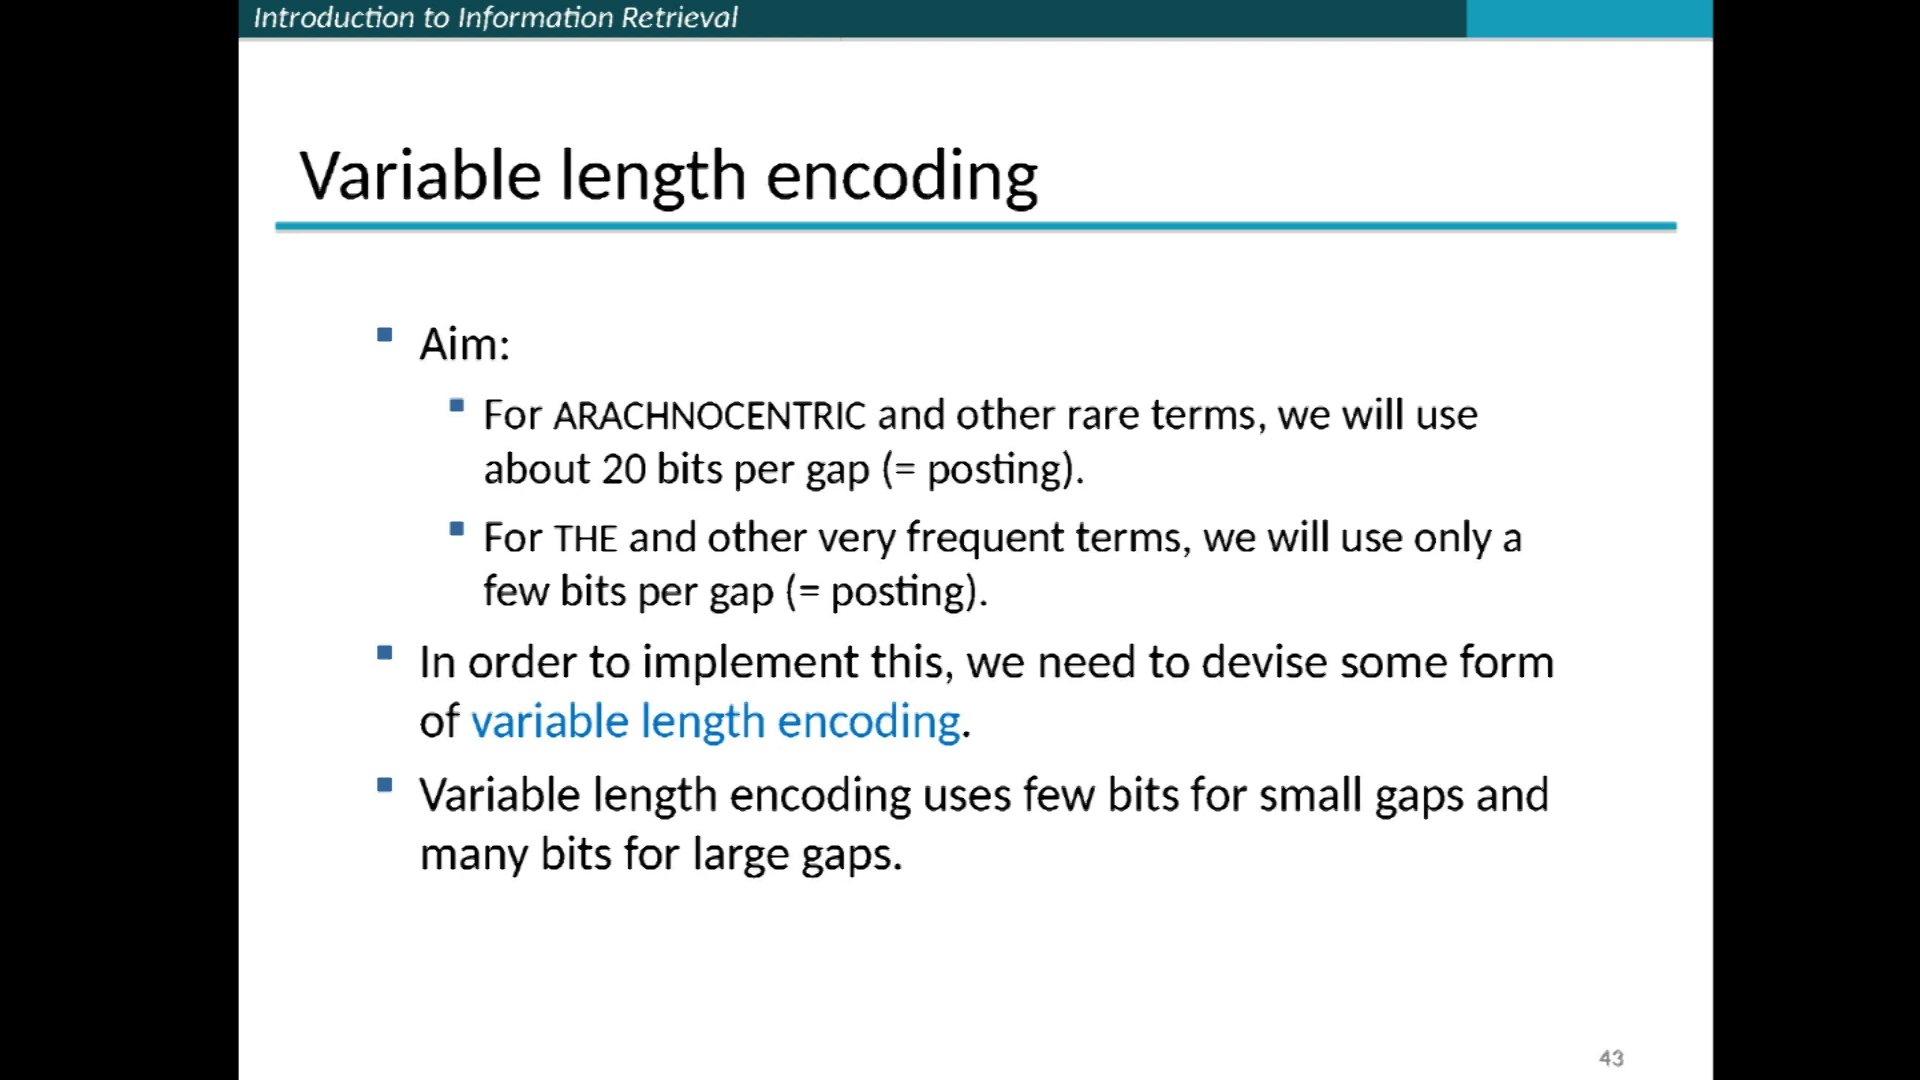 Introduction to Information Retrieval
Variable length encoding
Aim:
For ARACHNOCENTRIC and other rare terms, we will use
about 20 bits per gap (= posting).
For THE and other very frequent terms, we will use only a
few bits per gap (= posting).
In order to implement this, we need to devise some form
of variable length encoding.
Variable length encoding uses few bits for small gaps and
many bits for large gaps.
43